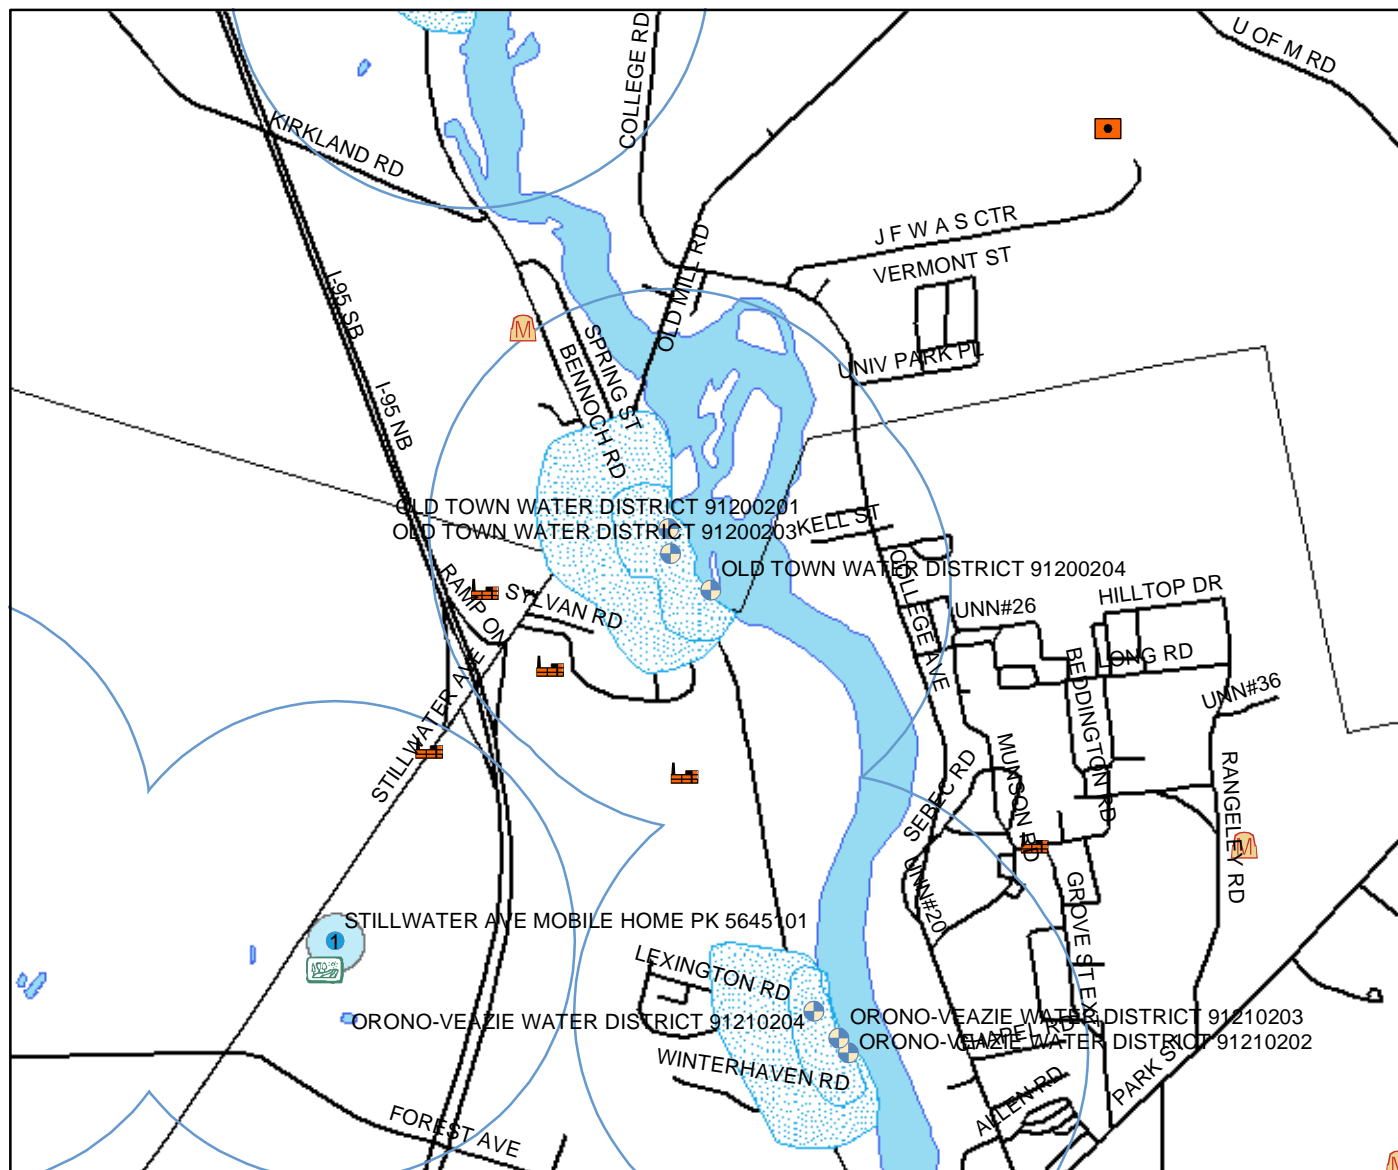 U OF M RD
COLLEGE RD
KIRKLAND RD
J F W A S CTR
VERMONT ST
OLD MILL RD
I-95 SB
M
SPRING ST
BENNOCH RD
UNIV PARK PL
I-95 NB
OLD TOWN WATER DISTRICT 91200201
OLD TOWN WATER DISTRICT 91200203
KELL ST
OLD TOWN WATER DISTRICT 91200204
RAMP ON
SYLVAN RD
COLLEGE AVE
UNN#26
HILLTOP DR
LONG RD
BEDDINGTON RD
UNN#36
STILLWATER AVE
SEBEC RD
MUNSON RD
RANGELEY RD
M
UNN#20
GROVE ST EXT
1
STILLWATER AVE MOBILE HOME PK 5645101
LEXINGTON RD
ORONO-VEAZIE WATER DISTRICT 91210204
ORONO-VEAZIE WATER DISTRICT 91210203
CHAPEL RD
ORONO-VEAZIE WATER DISTRICT 91210202
WINTERHAVEN RD
PARK ST
ALLEN RD
FOREST AVE
M